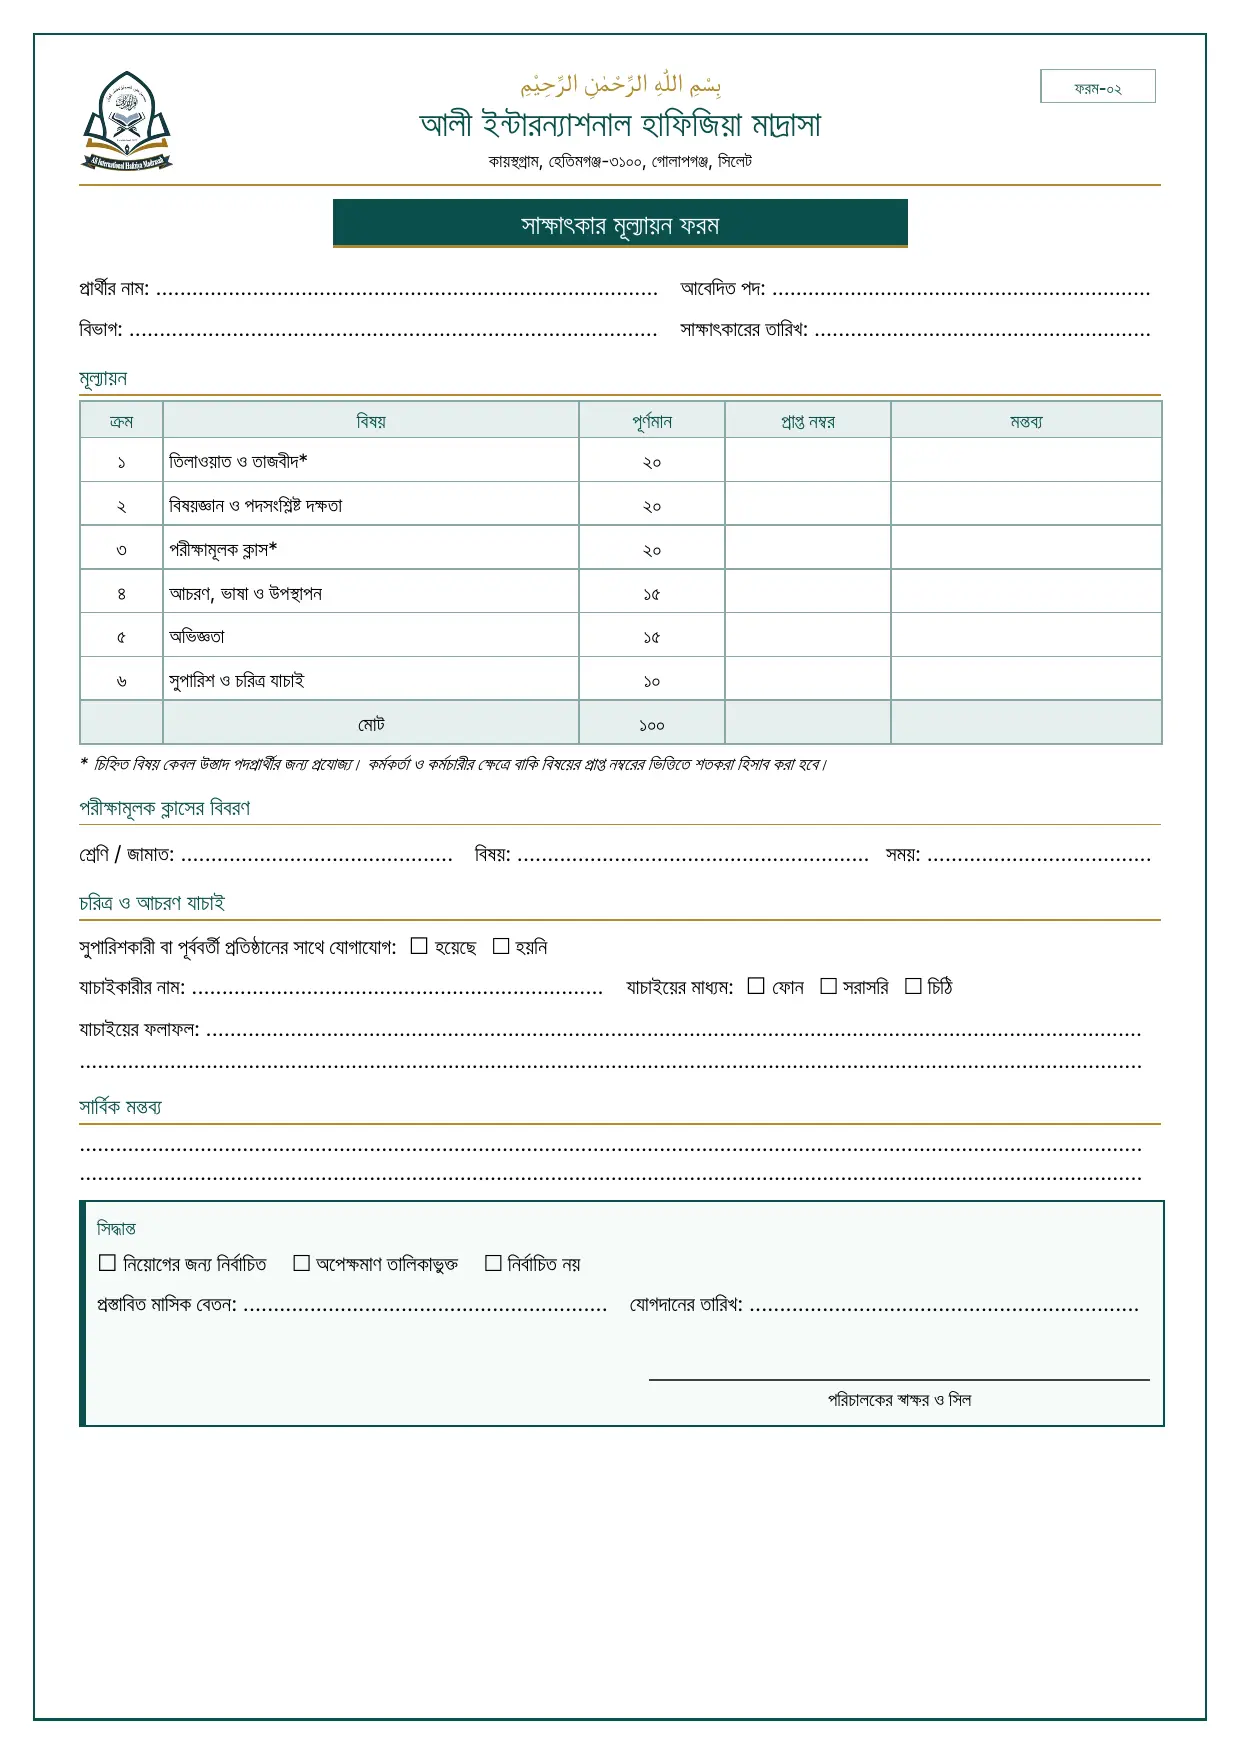 بِسْمِ اللّٰهِ الرَّحْمٰنِ الرَّحِيْمِ
ফরম-০২
আলী ইন্টারন্যাশনাল হাফিজিয়া মাদ্রাসা
কায়স্থগ্রাম, হেতিমগঞ্জ-৩১০০, গোলাপগঞ্জ, সিলেট
Ali International Hafiziya Madrasah
সাক্ষাৎকার মূল্যায়ন ফরম
প্রার্থীর নাম: ........................ আবেদিত পদ: ........................
বিভাগ: ........................ সাক্ষাৎকারের তারিখ: ........................
মূল্যায়ন
ক্রম বিষয় পূর্ণমান প্রাপ্ত নম্বর মন্তব্য
১ তিলাওয়াত ও তাজবীদ* ২০
২ বিষয়জ্ঞান ও পদসংশ্লিষ্ট দক্ষতা ২০
৩ পরীক্ষামূলক ক্লাস* ২০
৪ আচরণ, ভাষা ও উপস্থাপন ১৫
৫ অভিজ্ঞতা ১৫
৬ সুপারিশ ও চরিত্র যাচাই ১০
মোট ১০০
* চিহ্নিত বিষয় কেবল উস্তাদ পদপ্রার্থীর জন্য প্রযোজ্য। কর্মকর্তা ও কর্মচারীর ক্ষেত্রে বাকি বিষয়ের প্রাপ্ত নম্বরের ভিত্তিতে শতকরা হিসাব করা হবে।
পরীক্ষামূলক ক্লাসের বিবরণ
শ্রেণি / জামাত: ........................ বিষয়: ........................ সময়: ........................
চরিত্র ও আচরণ যাচাই
সুপারিশকারী বা পূর্ববর্তী প্রতিষ্ঠানের সাথে যোগাযোগ: ☐ হয়েছে ☐ হয়নি
যাচাইকারীর নাম: ........................ যাচাইয়ের মাধ্যম: ☐ ফোন ☐ সরাসরি ☐ চিঠি
যাচাইয়ের ফলাফল: ........................
........................
সার্বিক মন্তব্য
........................
........................
সিদ্ধান্ত
☐ নিয়োগের জন্য নির্বাচিত ☐ অপেক্ষমাণ তালিকাভুক্ত ☐ নির্বাচিত নয়
প্রস্তাবিত মাসিক বেতন: ........................ যোগদানের তারিখ: ........................
পরিচালকের স্বাক্ষর ও সিল